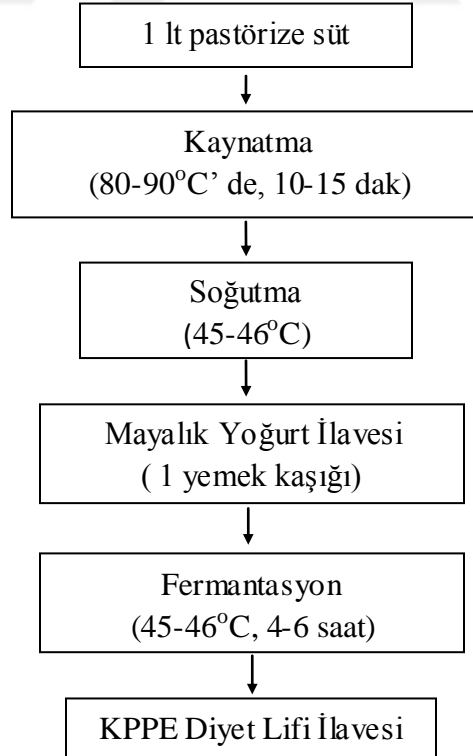 1 lt pastörize süt
Kaynatma
(80-90°C’ de, 10-15 dak)
Soğutma
(45-46°C)
Mayalık Yoğurt İlavesi
( 1 yemek kaşığı)
Fermantasyon
(45-46°C, 4-6 saat)
KPPE Diyet Lifi İlavesi